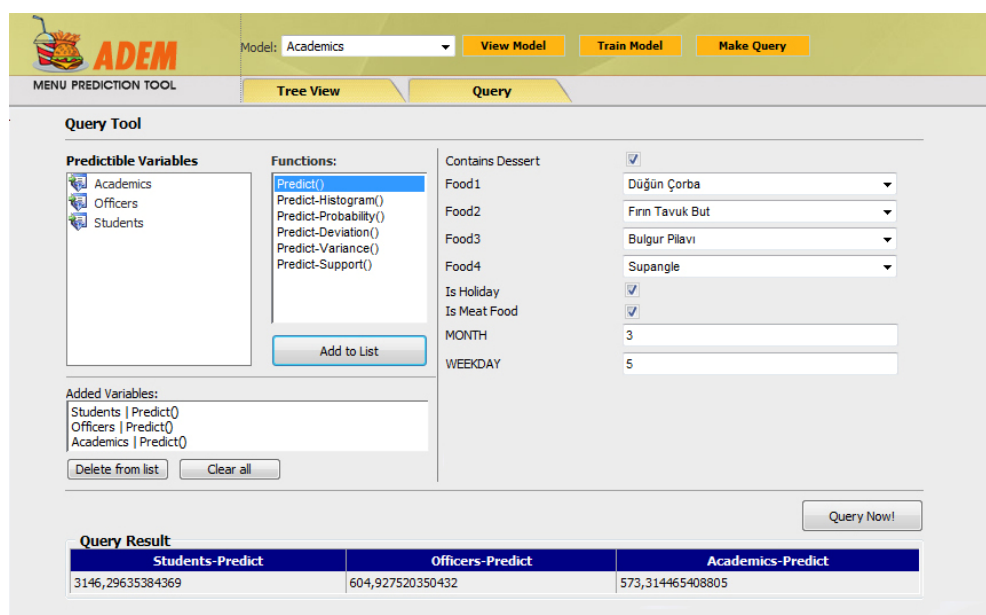 ADEM
MENU PREDICTION TOOL
Model: Academics View Model Train Model Make Query
Tree View Query
Query Tool
Predictible Variables
Academics
Officers
Students
Functions:
Predict()
Predict-Histogram()
Predict-Probability()
Predict-Deviation()
Predict-Variance()
Predict-Support()
Add to List
Added Variables:
Students | Predict()
Officers | Predict()
Academics | Predict()
Delete from list Clear all
Contains Dessert
Food1 Düğün Çorba
Food2 Fırın Tavuk But
Food3 Bulgur Pilavı
Food4 Supangle
Is Holiday
Is Meat Food
MONTH 3
WEEKDAY 5
Query Now!
Query Result
Students-Predict Officers-Predict Academics-Predict
3146,29635384369 604,927520350432 573,314465408805